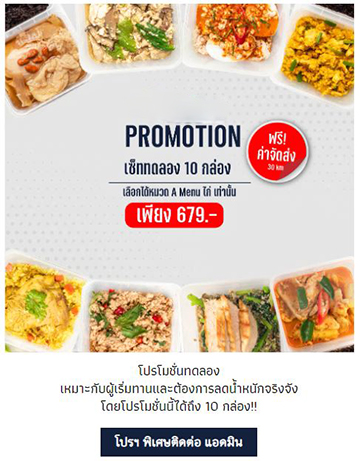 PROMOTION
เซ็ททดลอง 10 กล่อง
เลือกได้หมวด A Menu ไก่ เท่านั้น
เพียง 679.-
ฟรี!
ค่าจัดส่ง
30 km
โปรโมชั่นทดลอง
เหมาะกับผู้เริ่มทานและต้องการลดน้ำหนักจริงจัง
โดยโปรโมชั่นนี้ได้ถึง 10 กล่อง!!
โปรฯ พิเศษติดต่อ แอดมิน